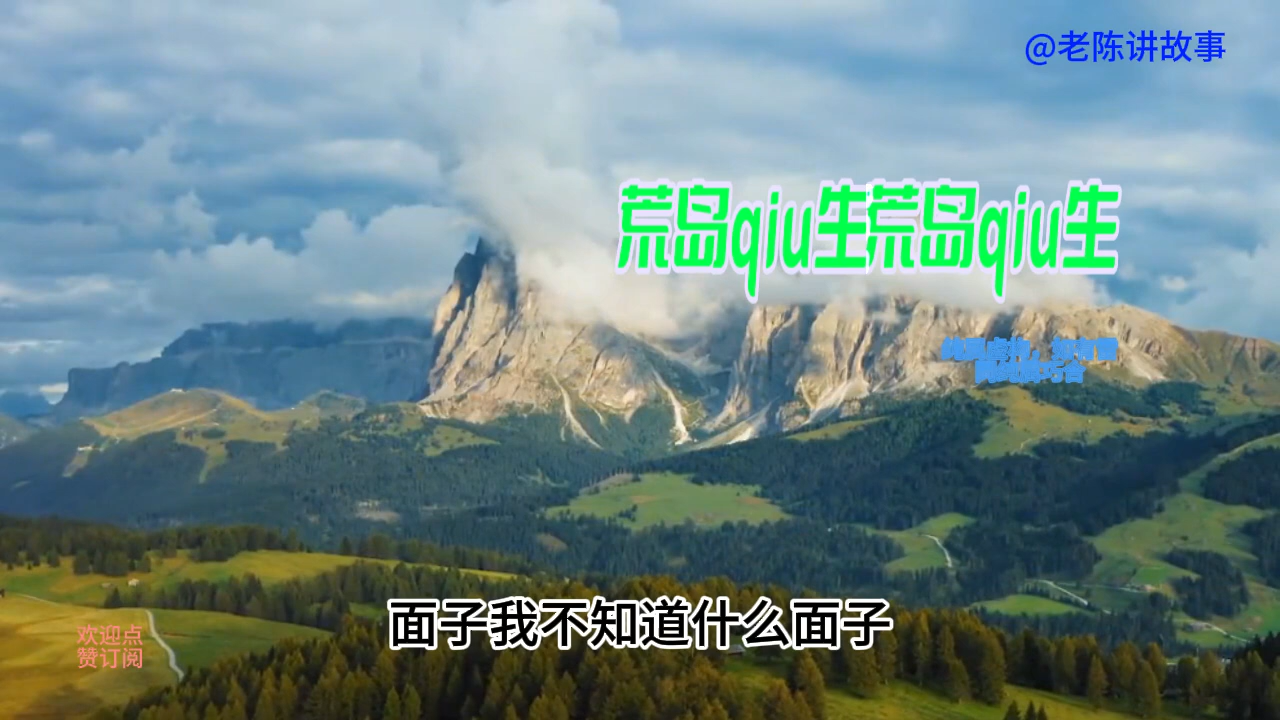 @老陈讲故事
荒岛qiu生荒岛qiu生
欢迎点
赞订阅
面子我不知道什么面子